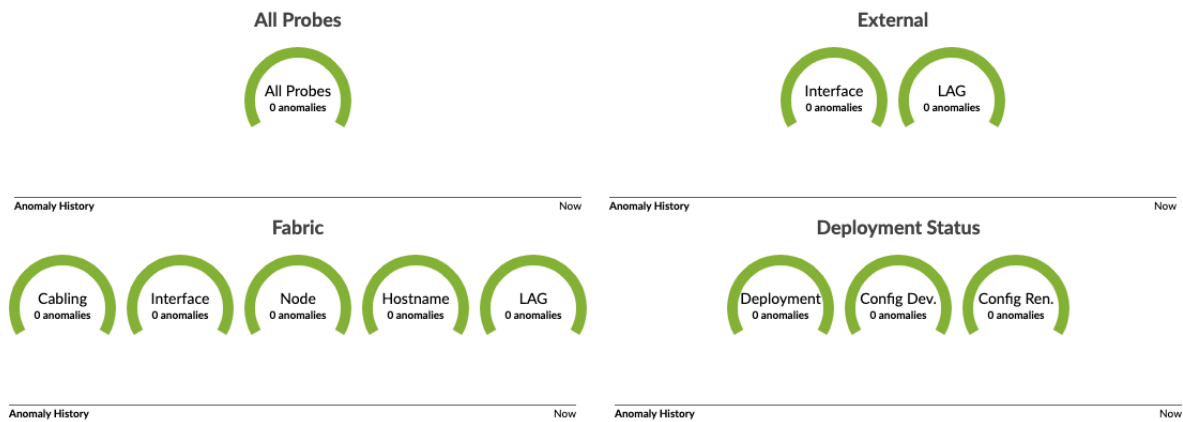 All Probes
All Probes
0 anomalies
Anomaly History Now
External
Interface LAG
0 anomalies 0 anomalies
Anomaly History Now
Fabric
Cabling Interface Node Hostname LAG
0 anomalies 0 anomalies 0 anomalies 0 anomalies 0 anomalies
Anomaly History Now
Deployment Status
Deployment Config Dev. Config Ren.
0 anomalies 0 anomalies 0 anomalies
Anomaly History Now